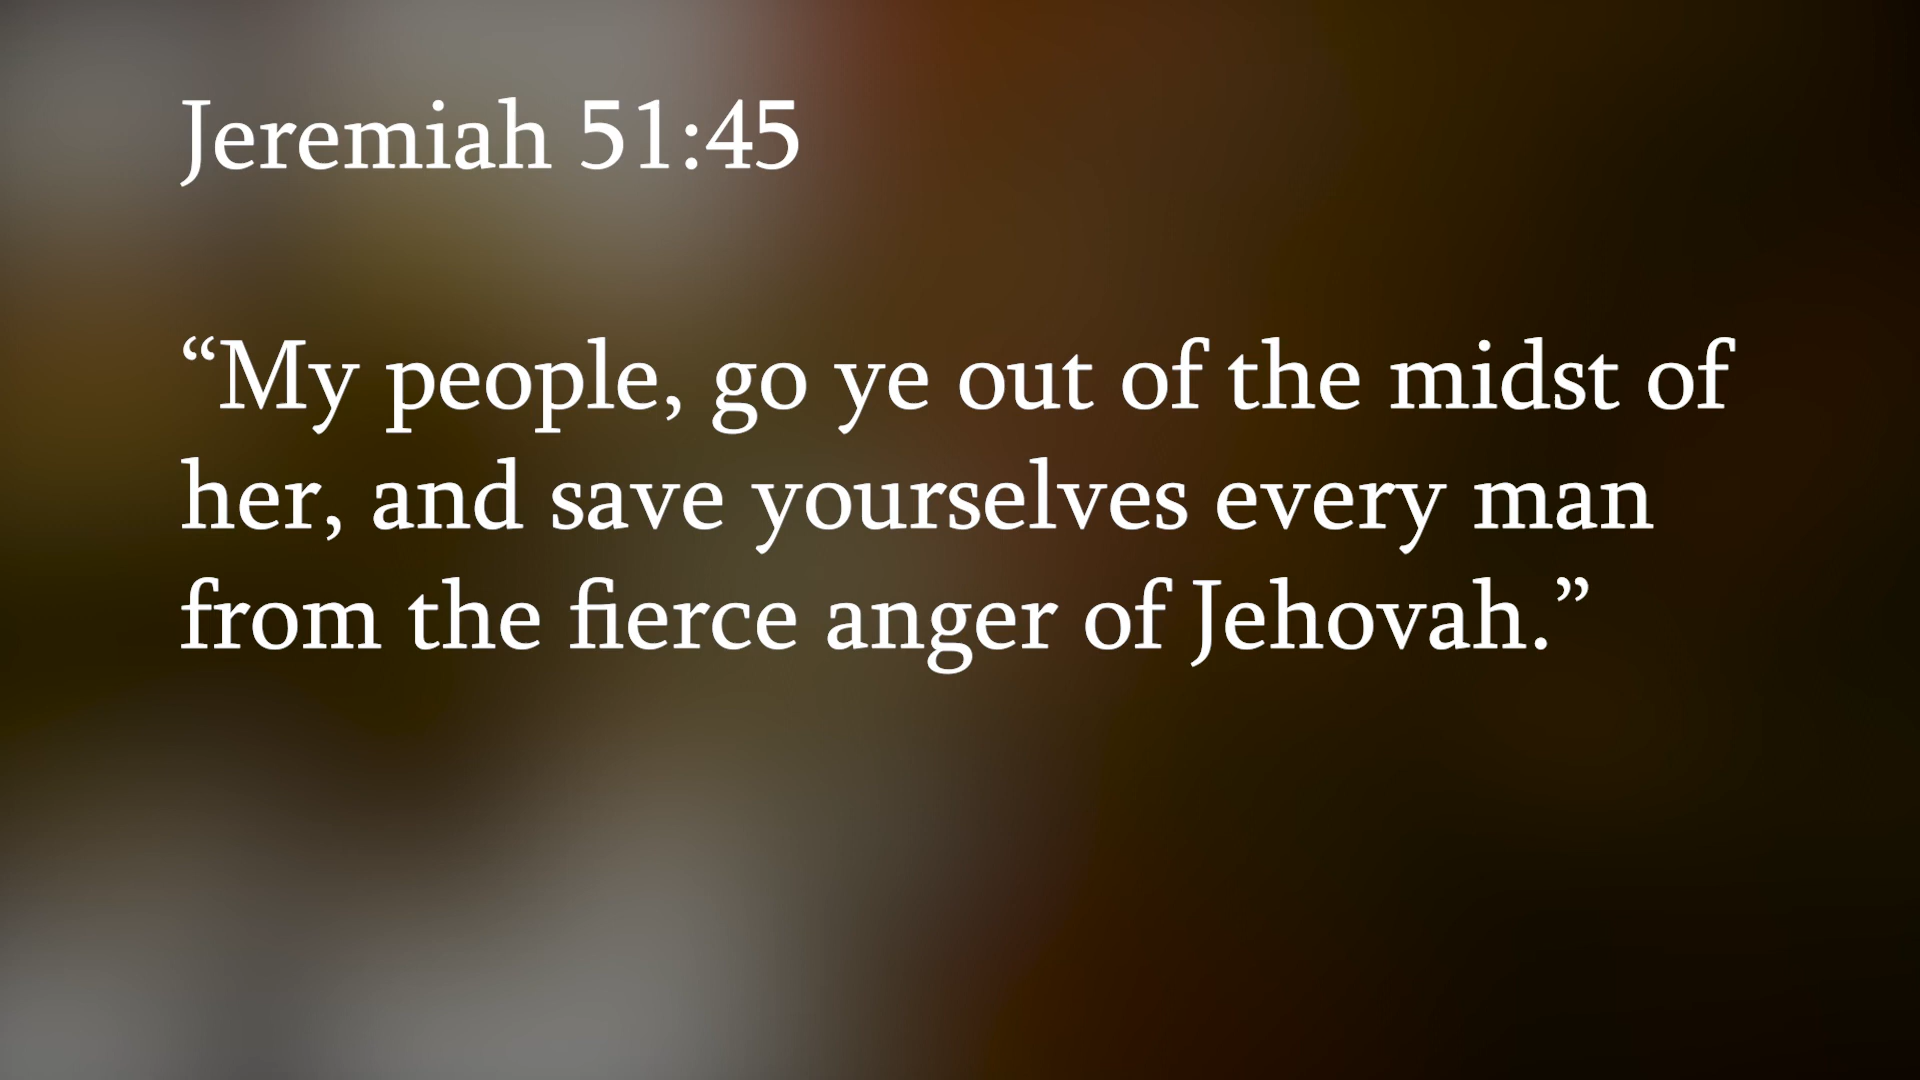 Jeremiah 51:45
“My people, go ye out of the midst of
her, and save yourselves every man
from the fierce anger of Jehovah.”